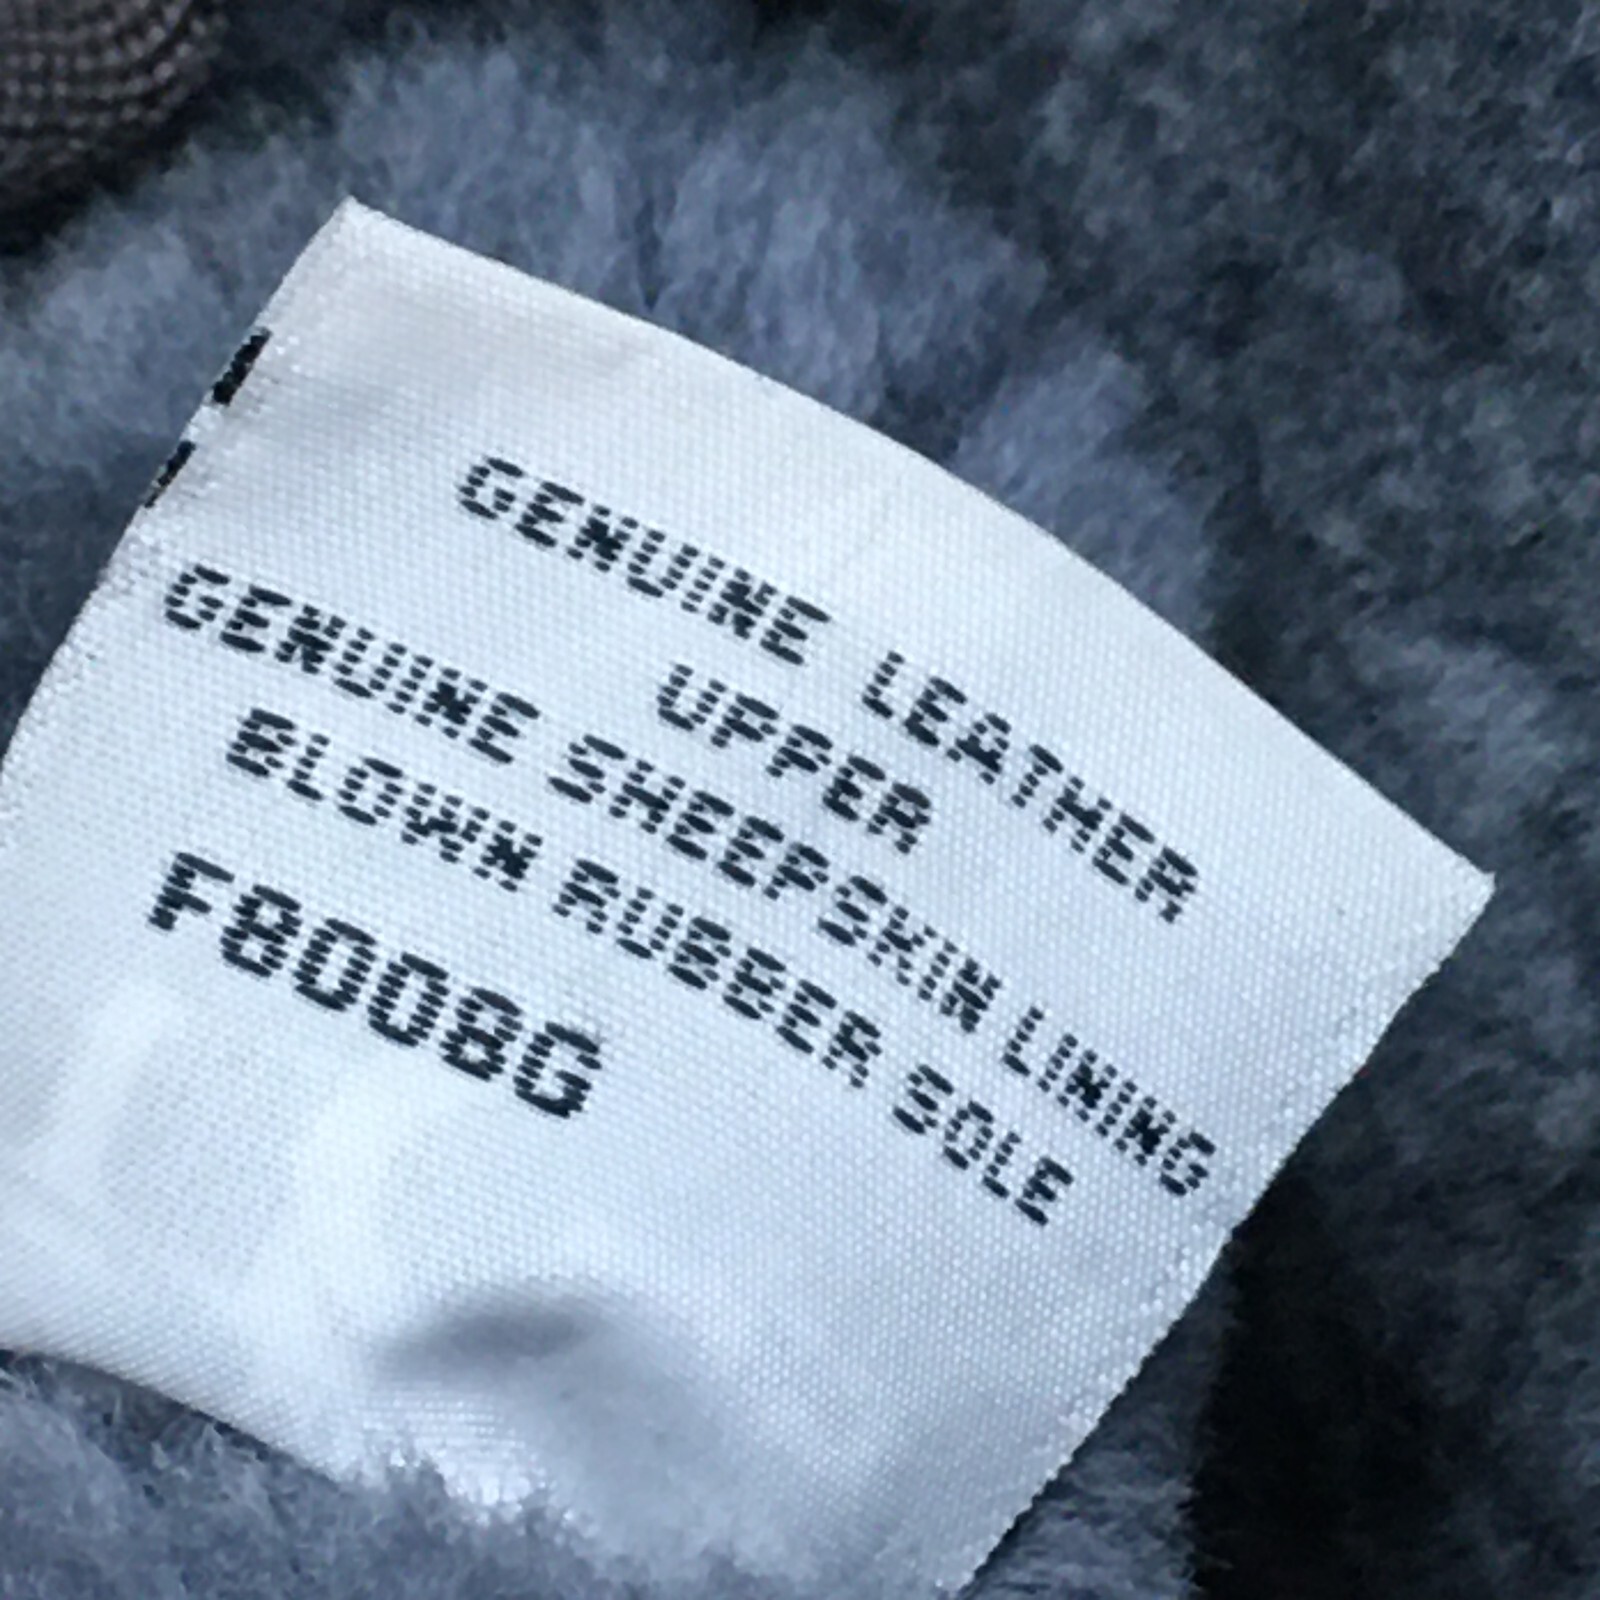 GENUINE LEATHER
UPPER
GENUINE SHEEPSKIN LINING
BLOWN RUBBER SOLE
F8008G